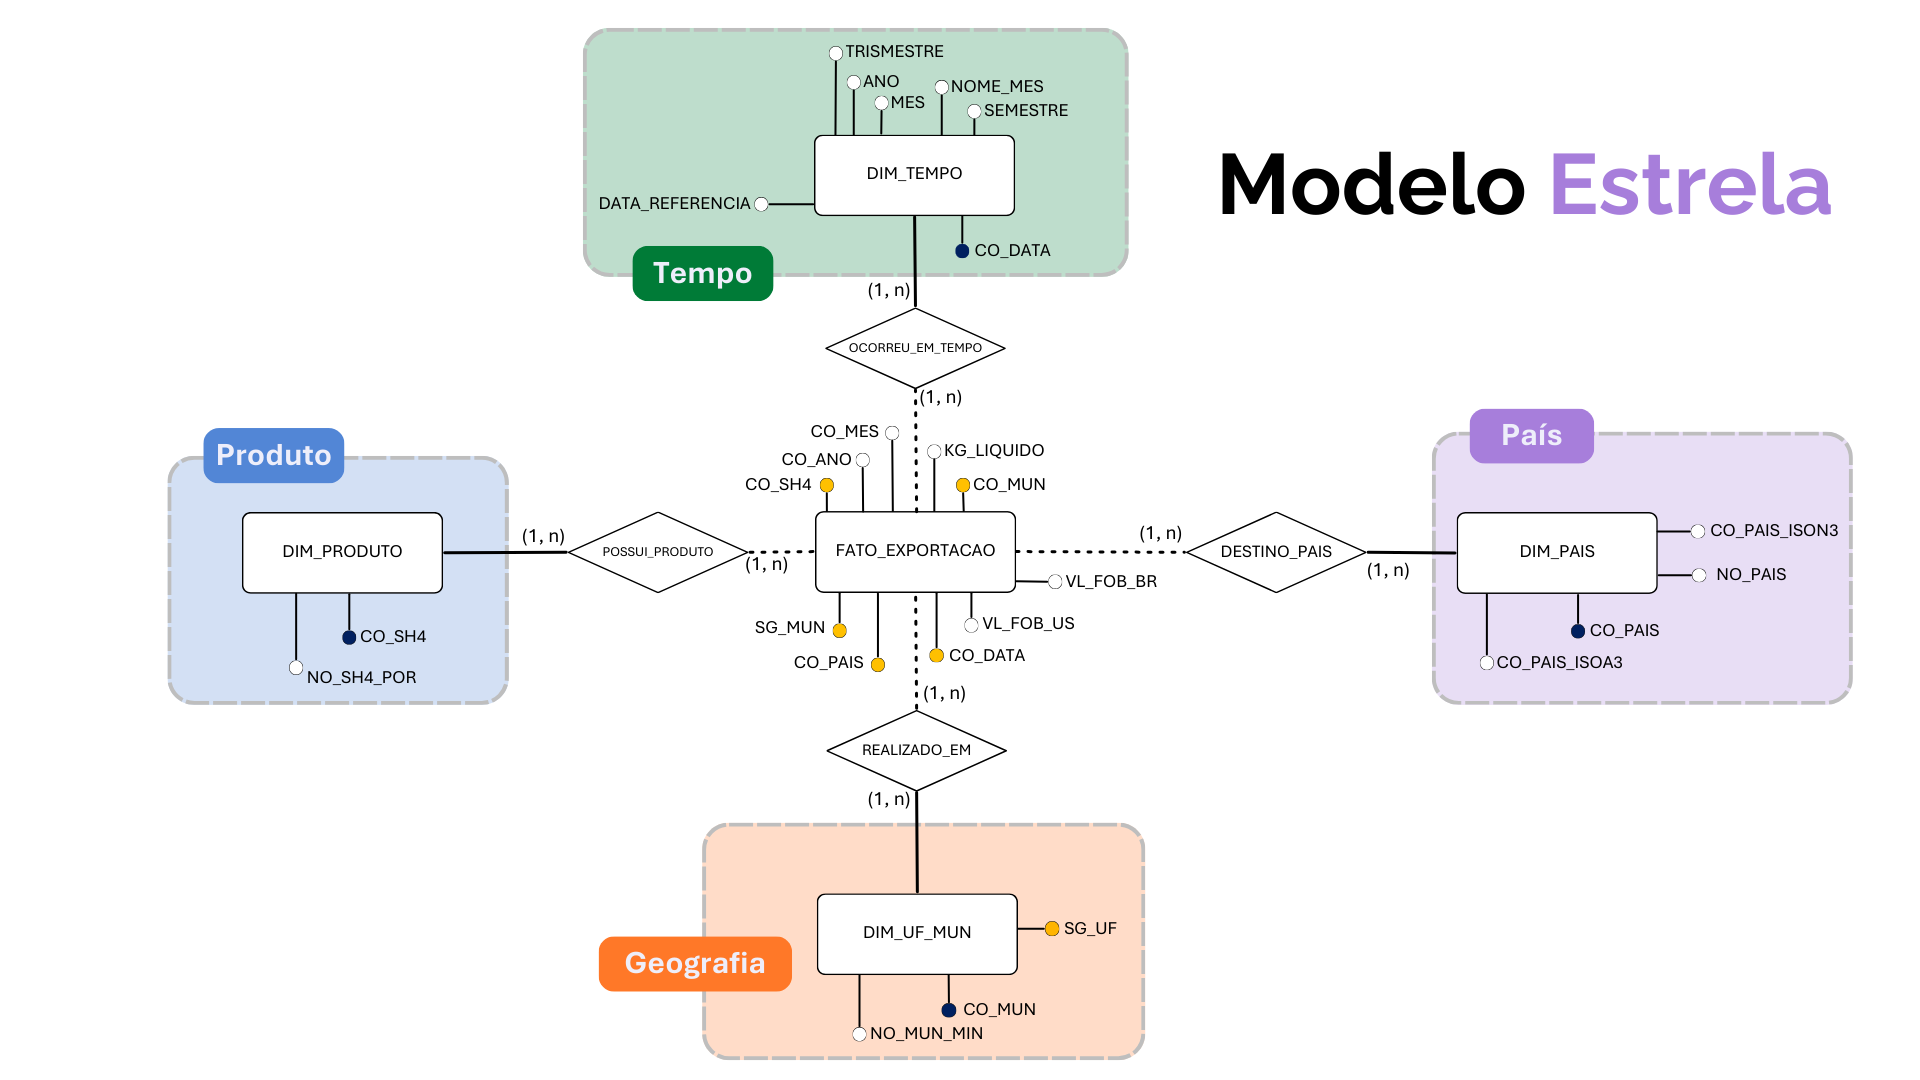 TRISMESTRE
ANO
NOME_MES
MES
SEMESTRE
DIM_TEMPO
DATA_REFERENCIA
CO_DATA
Tempo
Modelo Estrela
(1, n)
OCORREU_EM_TEMPO
(1, n)
CO_MES
KG_LIQUIDO
CO_ANO
CO_SH4
CO_MUN
Produto
DIM_PRODUTO
(1, n)
POSSUI_PRODUTO
(1, n)
FATO_EXPORTACAO
(1, n)
DESTINO_PAIS
(1, n)
País
DIM_PAIS
CO_PAIS_ISON3
NO_PAIS
CO_PAIS
CO_PAIS_ISOA3
CO_SH4
NO_SH4_POR
VL_FOB_BR
SG_MUN
VL_FOB_US
CO_PAIS
CO_DATA
(1, n)
REALIZADO_EM
(1, n)
DIM_UF_MUN
SG_UF
Geografia
CO_MUN
NO_MUN_MIN